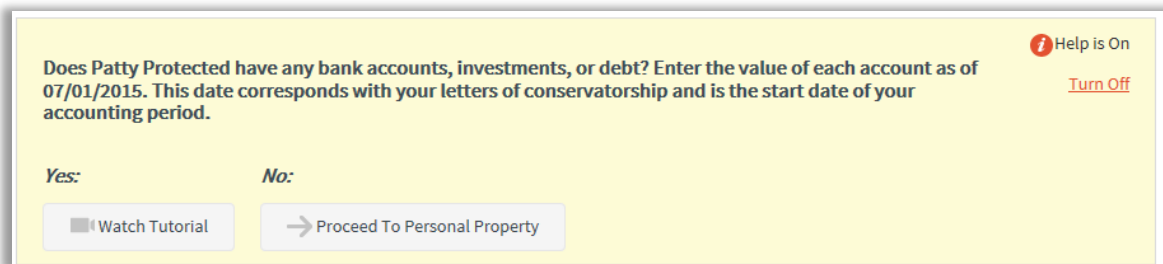 Help is On
Does Patty Protected have any bank accounts, investments, or debt? Enter the value of each account as of
07/01/2015. This date corresponds with your letters of conservatorship and is the start date of your
accounting period.
Turn Off
Yes:
No:
Watch Tutorial
Proceed To Personal Property